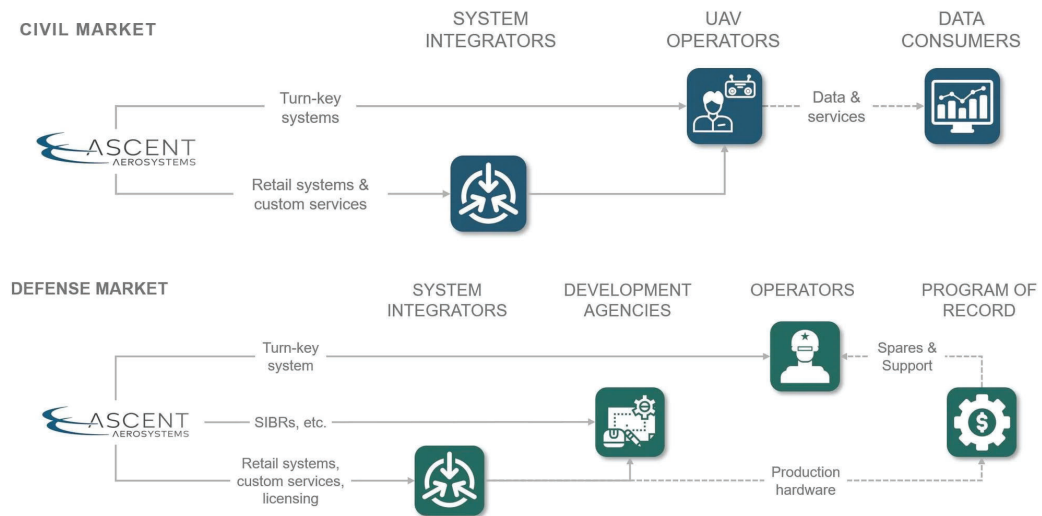 CIVIL MARKET
SYSTEM
INTEGRATORS
UAV
OPERATORS
DATA
CONSUMERS
Turn-key
systems
Data &
services
ASCENT
AEROSYSTEMS
Retail systems &
custom services
DEFENSE MARKET
SYSTEM
INTEGRATORS
DEVELOPMENT
AGENCIES
OPERATORS
PROGRAM OF
RECORD
Turn-key
system
Spares &
Support
ASCENT
AEROSYSTEMS
SIBRs, etc.
$
Retail systems,
custom services,
licensing
Production
hardware